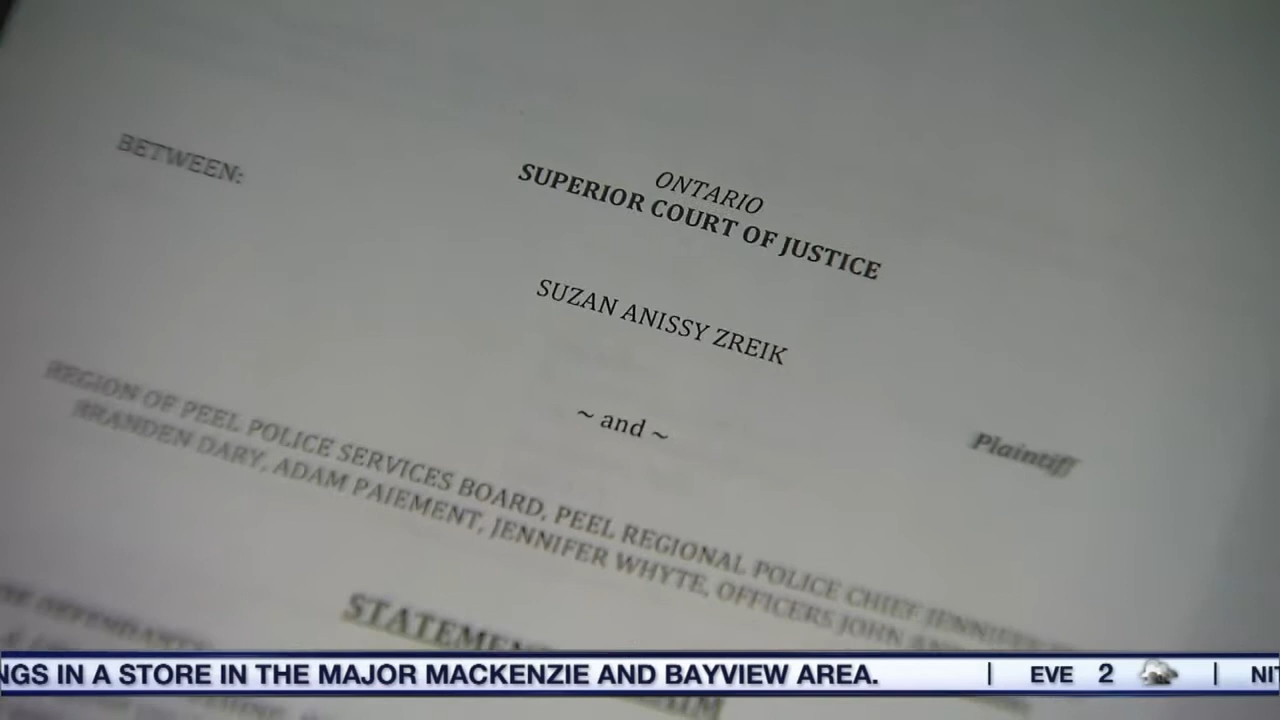 ONTARIO
SUPERIOR COURT OF JUSTICE
BETWEEN:
SUZAN ANISSY ZREIK
Plaintiff
~ and ~
REGION OF PEEL POLICE SERVICES BOARD, PEEL REGIONAL POLICE CHIEF
BRANDEN DARY, ADAM PAIEMENT, JENNIFER WHYTE, OFFICERS JOHN
NGS IN A STORE IN THE MAJOR MACKENZIE AND BAYVIEW AREA. | EVE 2 | NIT